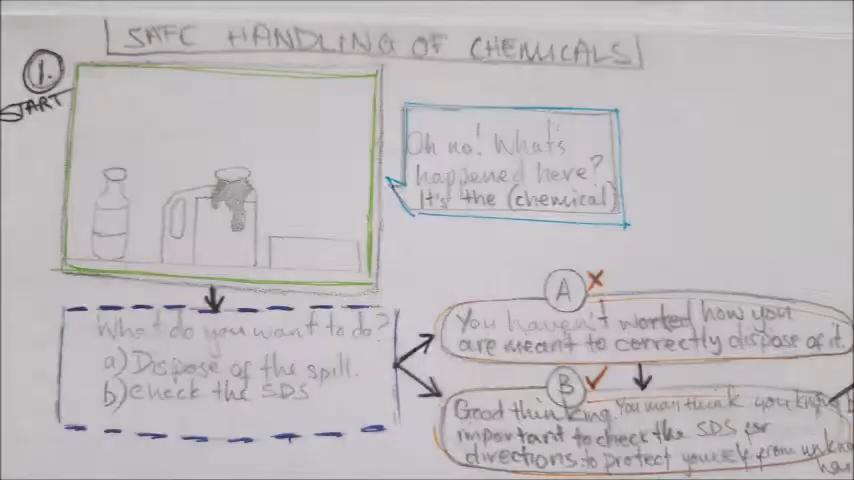 SAFE HANDLING OF CHEMICALS
1.
START
Oh no! What's
happened here?
It's the (chemical)
What do you want to do?
a) Dispose of the spill.
b) Check the SDS
A
You haven't worked how you
are meant to correctly dispose of it.
B
Good thinking. You may think you
important to check the SDS for
directions to protect yourself from